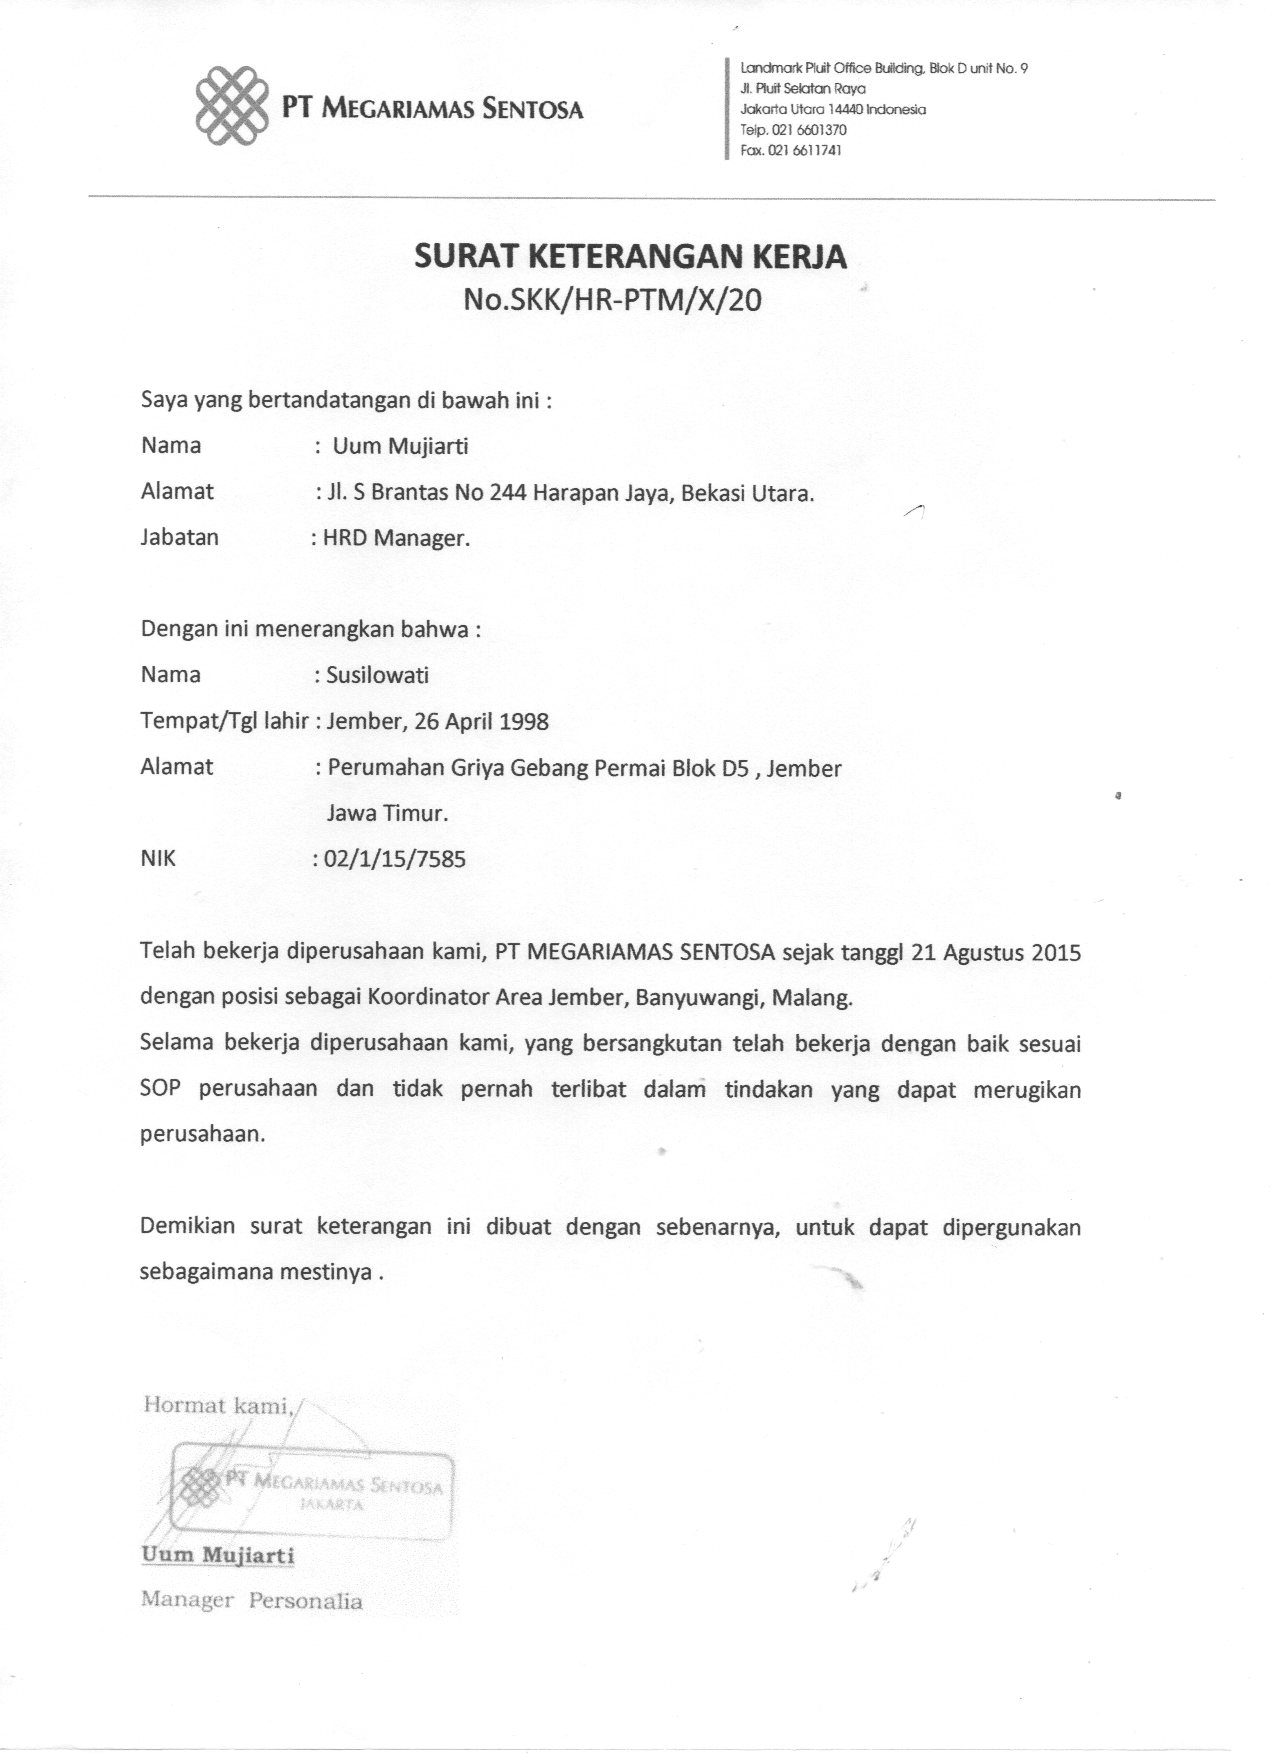 PT MEGARIAMAS SENTOSA
Landmark Pluit Office Building, Blok D unit No. 9
Jl. Pluit Selatan Raya
Jakarta Utara 14440 Indonesia
Telp. 021 6601370
Fax. 021 6611741
SURAT KETERANGAN KERJA
No.SKK/HR-PTM/X/20
Saya yang bertandatangan di bawah ini :
Nama : Uum Mujiarti
Alamat : Jl. S Brantas No 244 Harapan Jaya, Bekasi Utara.
Jabatan : HRD Manager.
Dengan ini menerangkan bahwa :
Nama : Susilowati
Tempat/Tgl lahir : Jember, 26 April 1998
Alamat : Perumahan Griya Gebang Permai Blok D5 , Jember
Jawa Timur.
NIK : 02/1/15/7585
Telah bekerja diperusahaan kami, PT MEGARIAMAS SENTOSA sejak tanggl 21 Agustus 2015
dengan posisi sebagai Koordinator Area Jember, Banyuwangi, Malang.
Selama bekerja diperusahaan kami, yang bersangkutan telah bekerja dengan baik sesuai
SOP perusahaan dan tidak pernah terlibat dalam tindakan yang dapat merugikan
perusahaan.
Demikian surat keterangan ini dibuat dengan sebenarnya, untuk dapat dipergunakan
sebagaimana mestinya .
Hormat kami,
PT MEGARIAMAS SENTOSA
JAKARTA
Uum Mujiarti
Manager Personalia